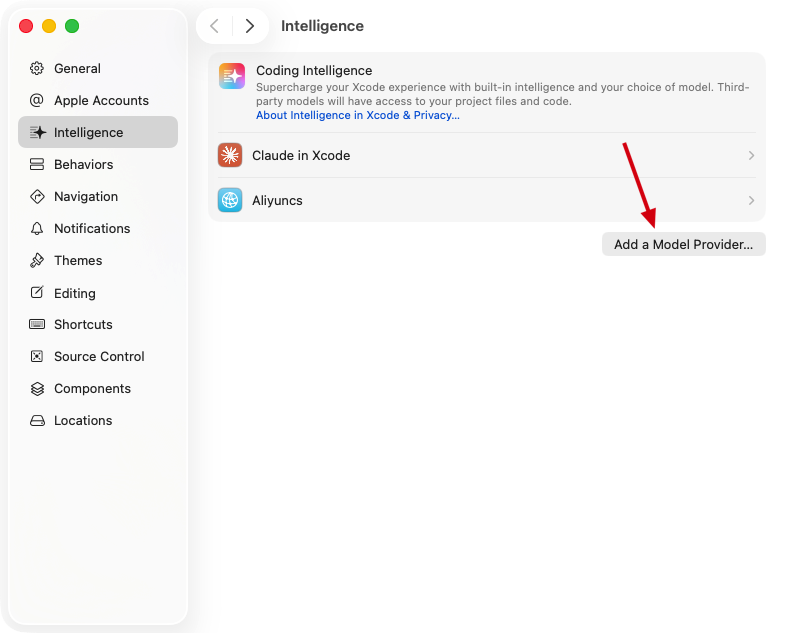 General
Apple Accounts
Intelligence
Behaviors
Navigation
Notifications
Themes
Editing
Shortcuts
Source Control
Components
Locations
Intelligence
Coding Intelligence
Supercharge your Xcode experience with built-in intelligence and your choice of model. Third-
party models will have access to your project files and code.
About Intelligence in Xcode & Privacy...
Claude in Xcode
Aliyuncs
Add a Model Provider...